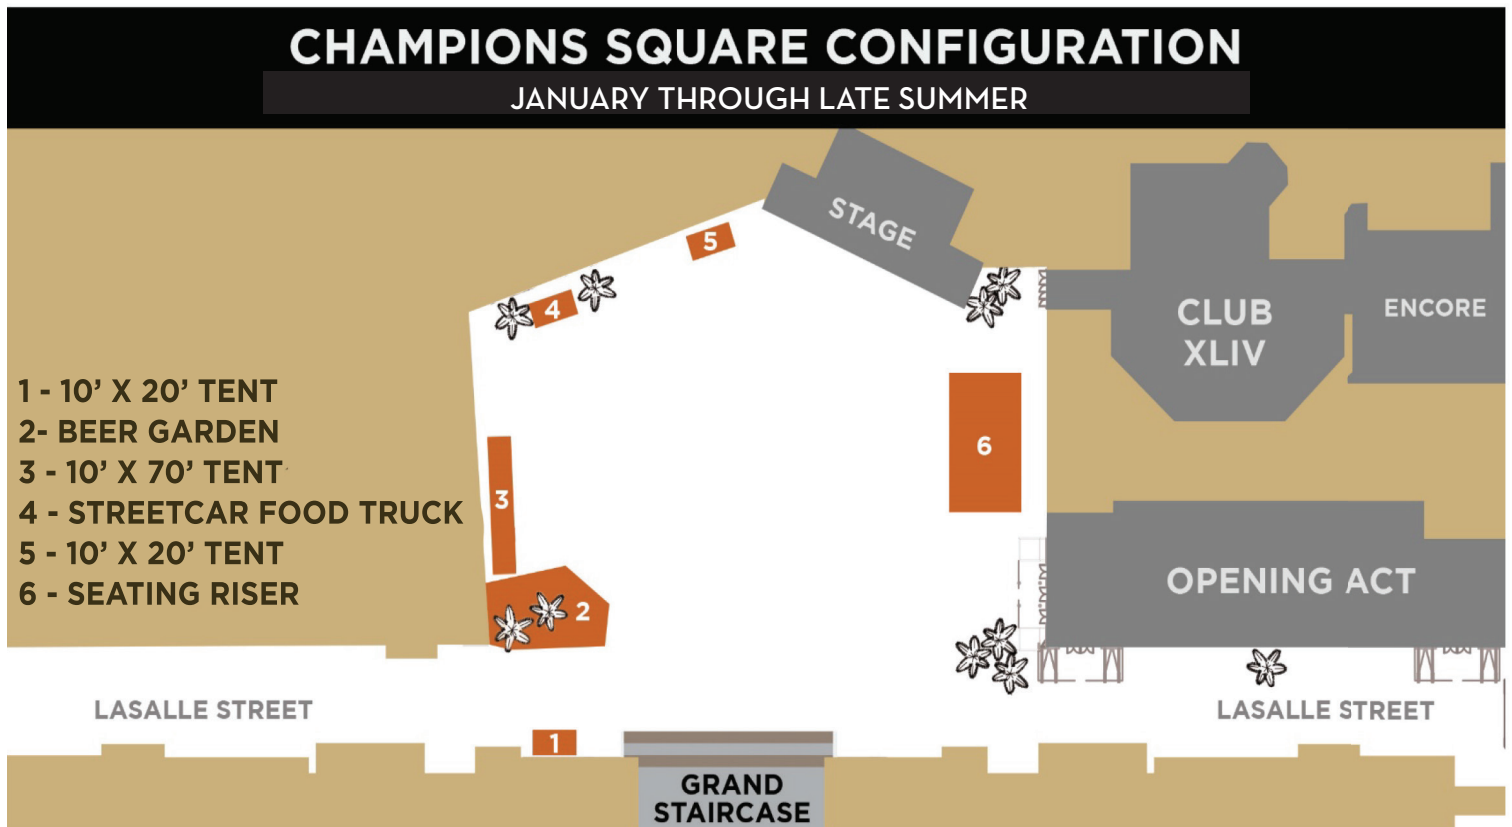 CHAMPIONS SQUARE CONFIGURATION
JANUARY THROUGH LATE SUMMER
STAGE
5
4
CLUB
XLIV
ENCORE
1 - 10' X 20' TENT
2- BEER GARDEN
3 - 10' X 70' TENT
4 - STREETCAR FOOD TRUCK
5 - 10' X 20' TENT
6 - SEATING RISER
6
3
2
OPENING ACT
LASALLE STREET
LASALLE STREET
1
GRAND
STAIRCASE